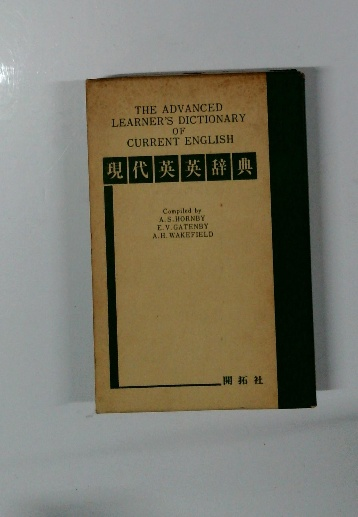 THE ADVANCED
LEARNER'S DICTIONARY
OF
CURRENT ENGLISH
現代英英辞典
Compiled by
A. S. HORNBY
E. V. GATENBY
A. H. WAKEFIELD
開拓社